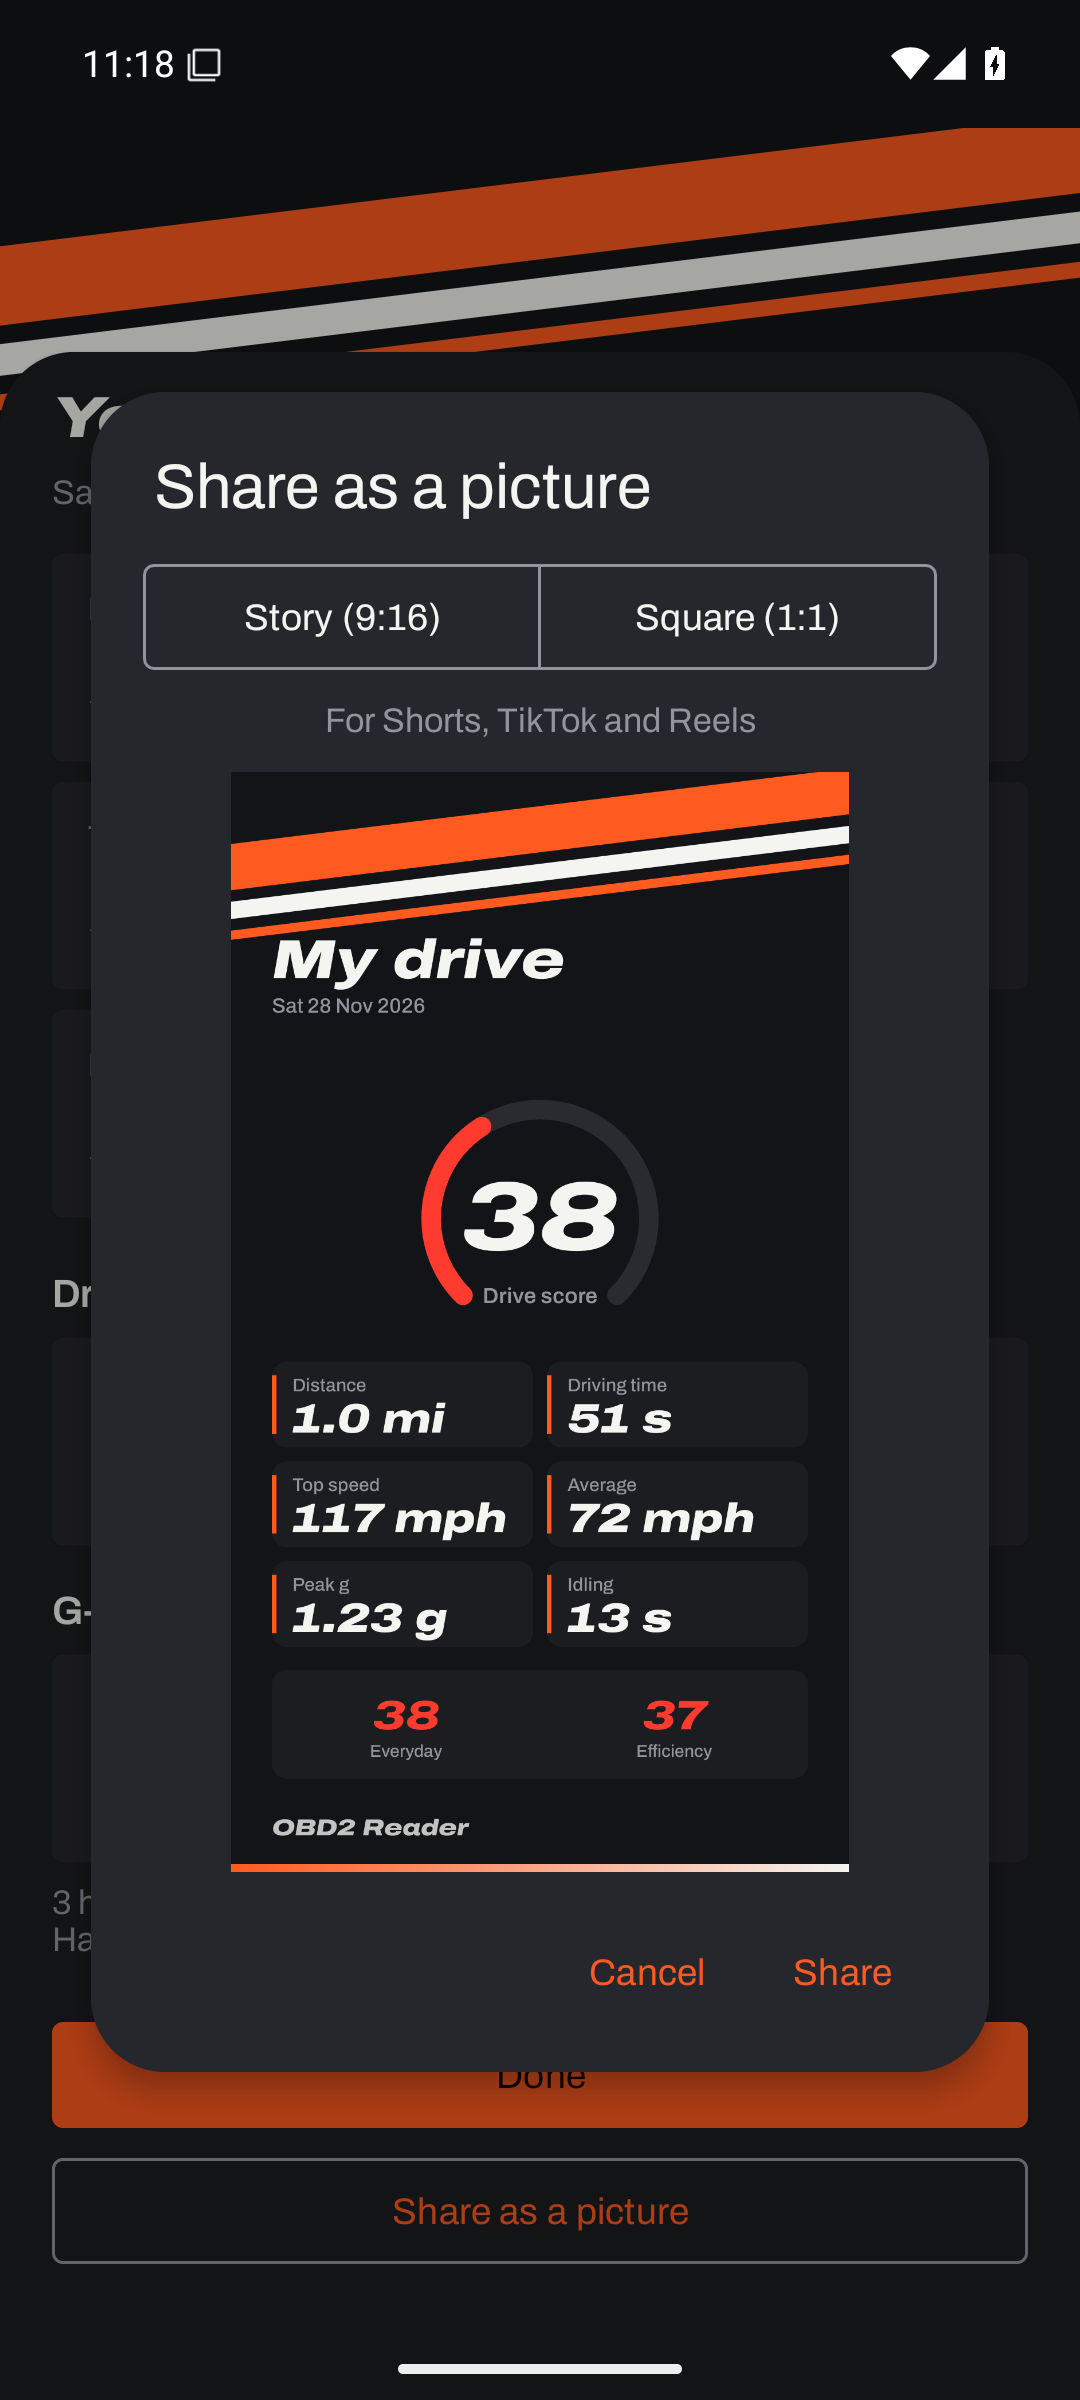 11:18
Share as a picture
Story (9:16)
Square (1:1)
For Shorts, TikTok and Reels
My drive
Sat 28 Nov 2026
38
Drive score
Distance
1.0 mi
Driving time
51 s
Top speed
117 mph
Average
72 mph
Peak g
1.23 g
Idling
13 s
38
Everyday
37
Efficiency
OBD2 Reader
Cancel
Share
Done
Share as a picture